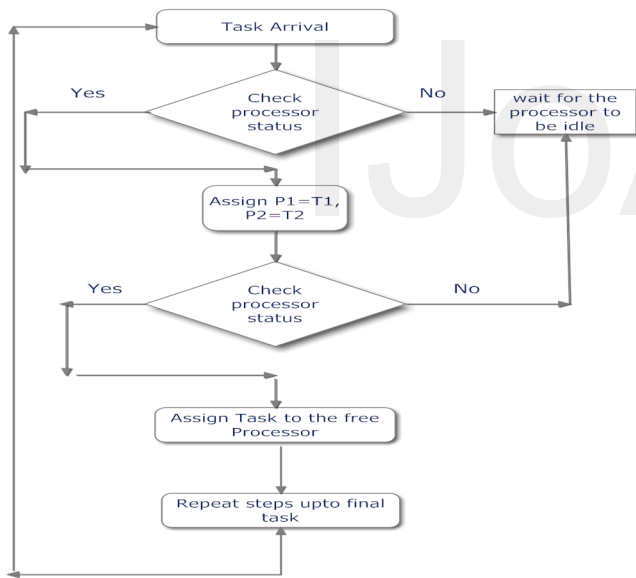 Task Arrival
Yes
Check
processor
status
No
wait for the
processor to
be idle
Assign P1=T1,
P2=T2
Yes
Check
processor
status
No
Assign Task to the free
Processor
Repeat steps upto final
task
IJoA